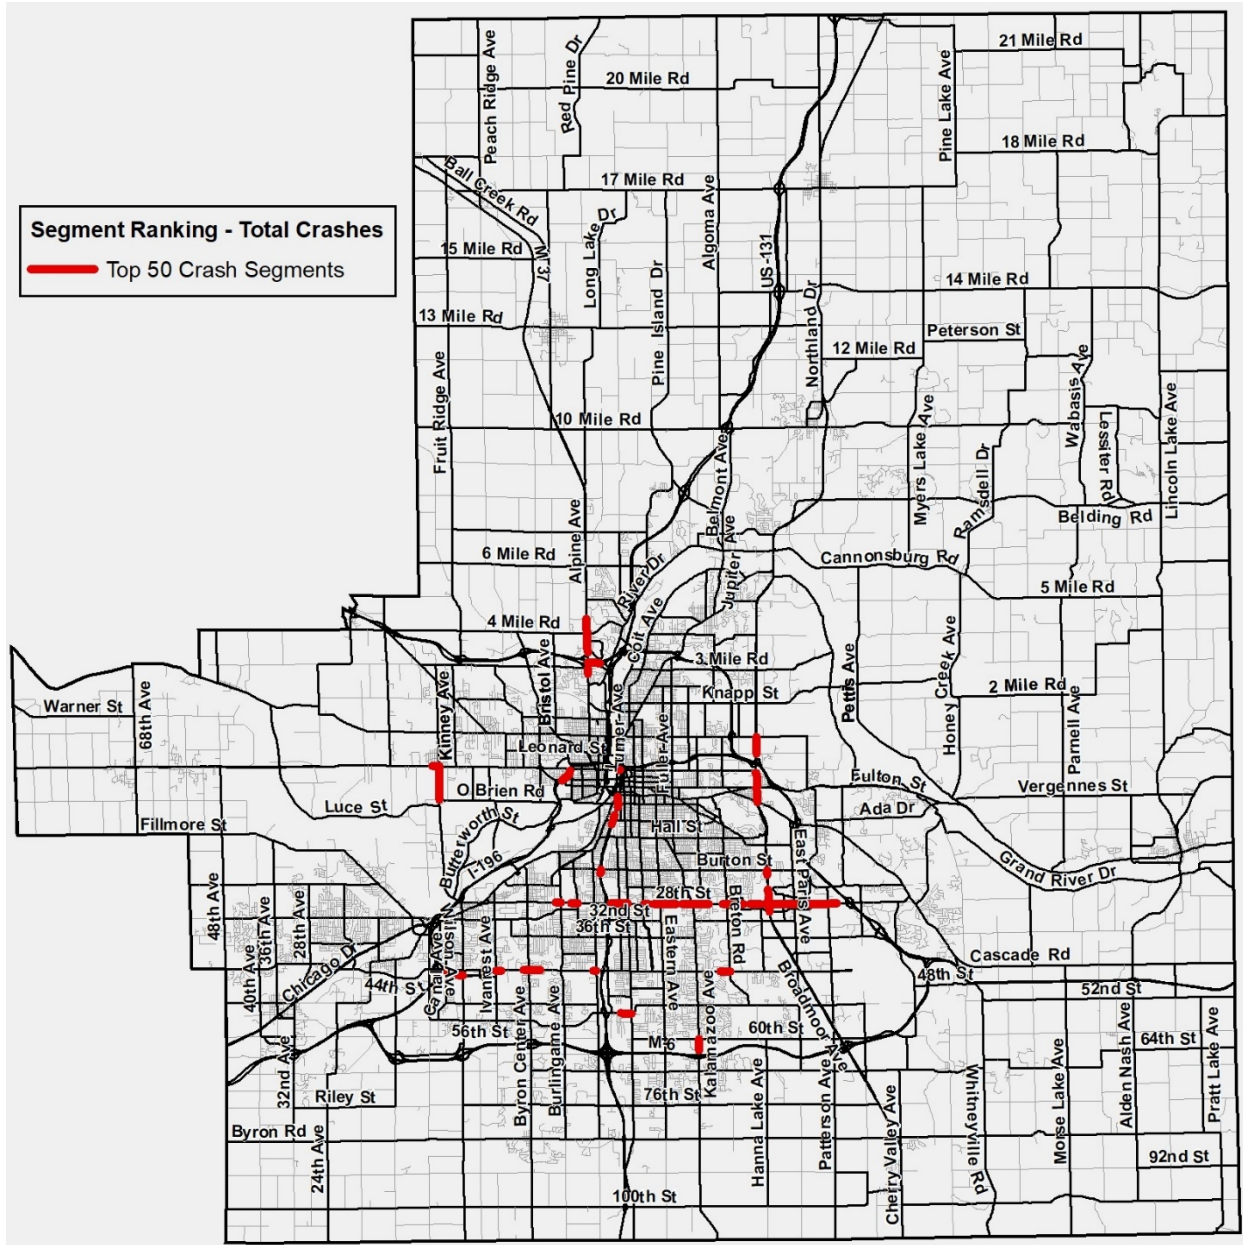 Segment Ranking - Total Crashes
Top 50 Crash Segments
21 Mile Rd
Peach Ridge Ave
Red Pine Dr
20 Mile Rd
Pine Lake Ave
18 Mile Rd
Ball Creek Rd
17 Mile Rd
Algoma Ave
Long Lake Dr
15 Mile Rd
M 37
US-131
14 Mile Rd
Pine Island Dr
Northland Dr
13 Mile Rd
Peterson St
12 Mile Rd
Wabasis Ave
Fruit Ridge Ave
10 Mile Rd
Myers Lake Ave
Lessiter Rd
Lincoln Lake Ave
Belmont Ave
Ramsdell Dr
Belding Rd
Alpine Ave
6 Mile Rd
Cannonsburg Rd
River Dr
Jupiter Ave
5 Mile Rd
4 Mile Rd
Coit Ave
Bristol Ave
3 Mile Rd
Pettis Ave
Honey Creek Ave
68th Ave
Kinney Ave
Knapp St
2 Mile Rd
Parnell Ave
Warner St
Turner Ave
Fuller Ave
Leonard St
O Brien Rd
Fulton St
Vergennes St
Luce St
Ada Dr
Fillmore St
Butterworth St
Hall St
I-196
Burton St
East Paris Ave
Grand River Dr
48th Ave
36th Ave
28th Ave
28th St
32nd St
36th St
Breton Rd
Wilson Ave
Ivanrest Ave
Eastern Ave
Cascade Rd
40th Ave
Chicago Dr
44th St
Canal Ave
Broadmoor Ave
48th St
52nd St
Byron Center Ave
Burlingame Ave
Kalamazoo Ave
56th St
60th St
64th St
M-6
32nd Ave
Riley St
76th St
Hanna Lake Ave
Patterson Ave
Cherry Valley Ave
Whitneyville Rd
Morse Lake Ave
Alden Nash Ave
Pratt Lake Ave
Byron Rd
24th Ave
92nd St
100th St